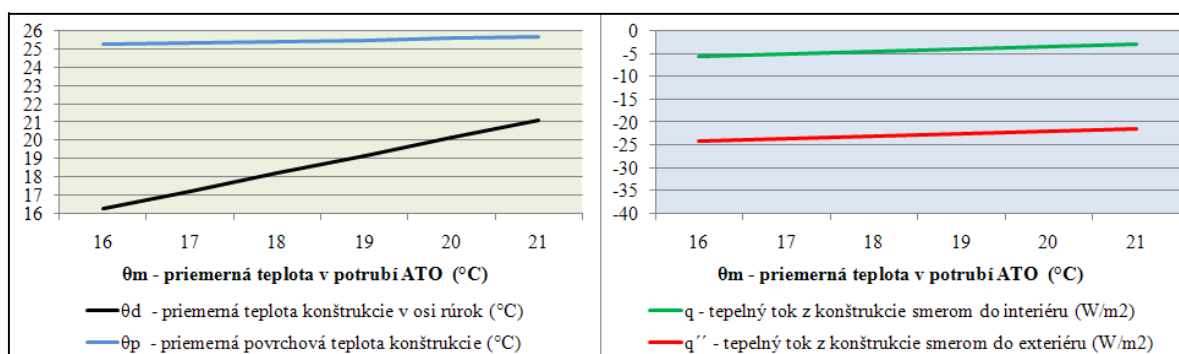 26
25
24
23
22
21
20
19
18
17
16
16 17 18 19 20 21
θm - priemerná teplota v potrubí ATO (°C)
θd - priemerná teplota konštrukcie v osi rúrok (°C)
θp - priemerná povrchová teplota konštrukcie (°C)
0
-5
-10
-15
-20
-25
-30
-35
-40
16 17 18 19 20 21
θm - priemerná teplota v potrubí ATO (°C)
q - tepelný tok z konštrukcie smerom do interiéru (W/m2)
q´´ - tepelný tok z konštrukcie smerom do exteriéru (W/m2)